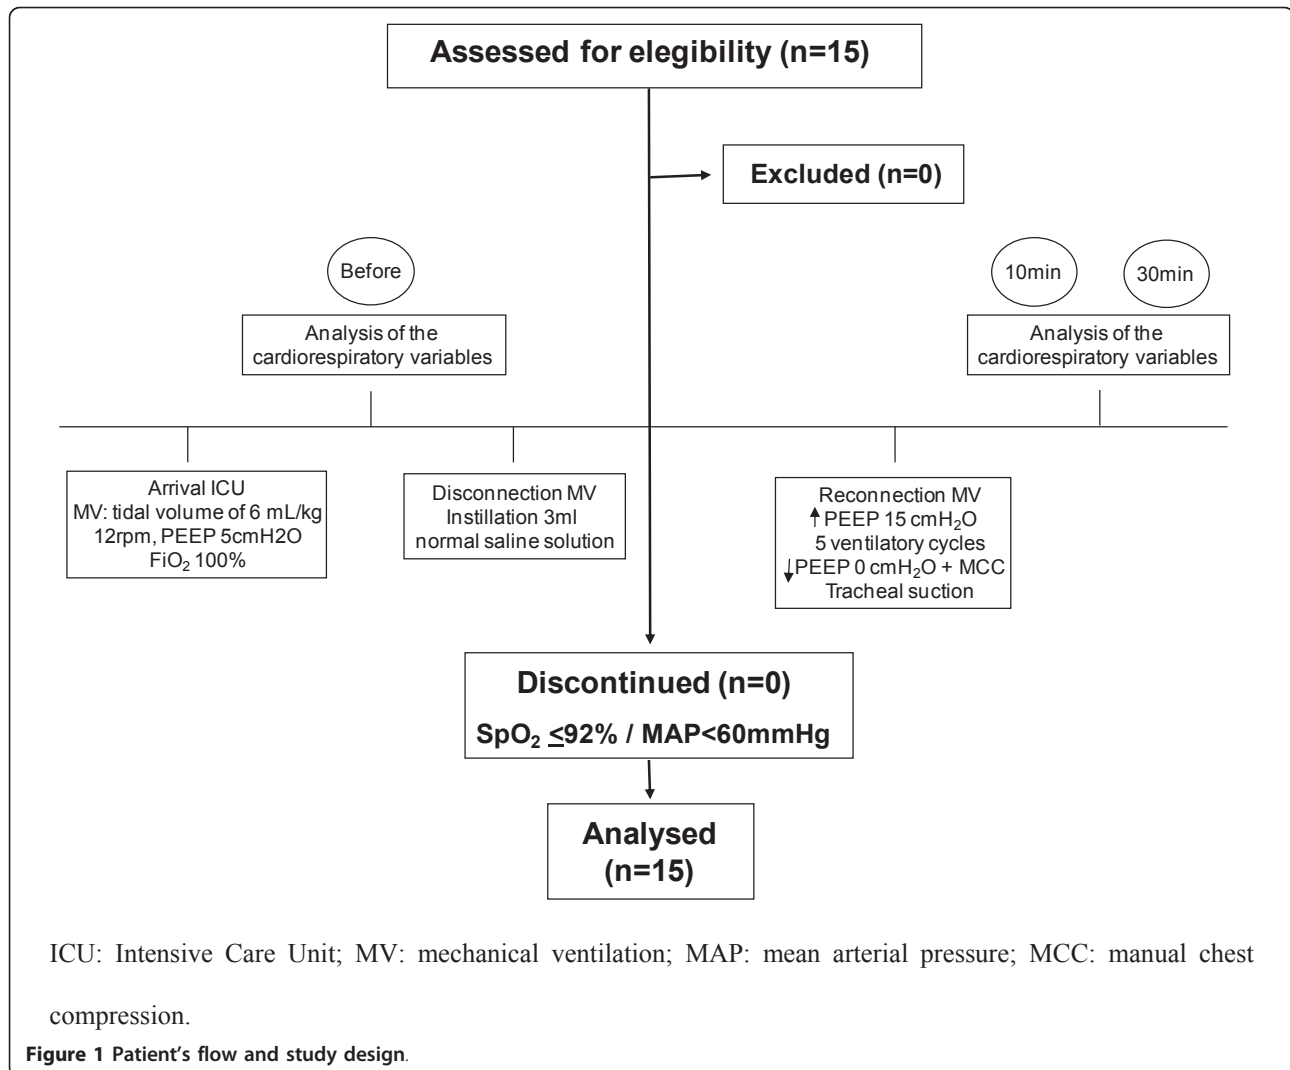 Assessed for elegibility (n=15)
Excluded (n=0)
Before
Analysis of the
cardiorespiratory variables
10min
30min
Analysis of the
cardiorespiratory variables
Arrival ICU
MV: tidal volume of 6 mL/kg
12rpm, PEEP 5cmH2O
FiO₂ 100%
Disconnection MV
Instillation 3ml
normal saline solution
Reconnection MV
↑PEEP 15 cmH₂O
5 ventilatory cycles
↓PEEP 0 cmH₂O + MCC
Tracheal suction
Discontinued (n=0)
SpO₂ ≤92% / MAP<60mmHg
Analysed
(n=15)
ICU: Intensive Care Unit; MV: mechanical ventilation; MAP: mean arterial pressure; MCC: manual chest
compression.
Figure 1 Patient's flow and study design.